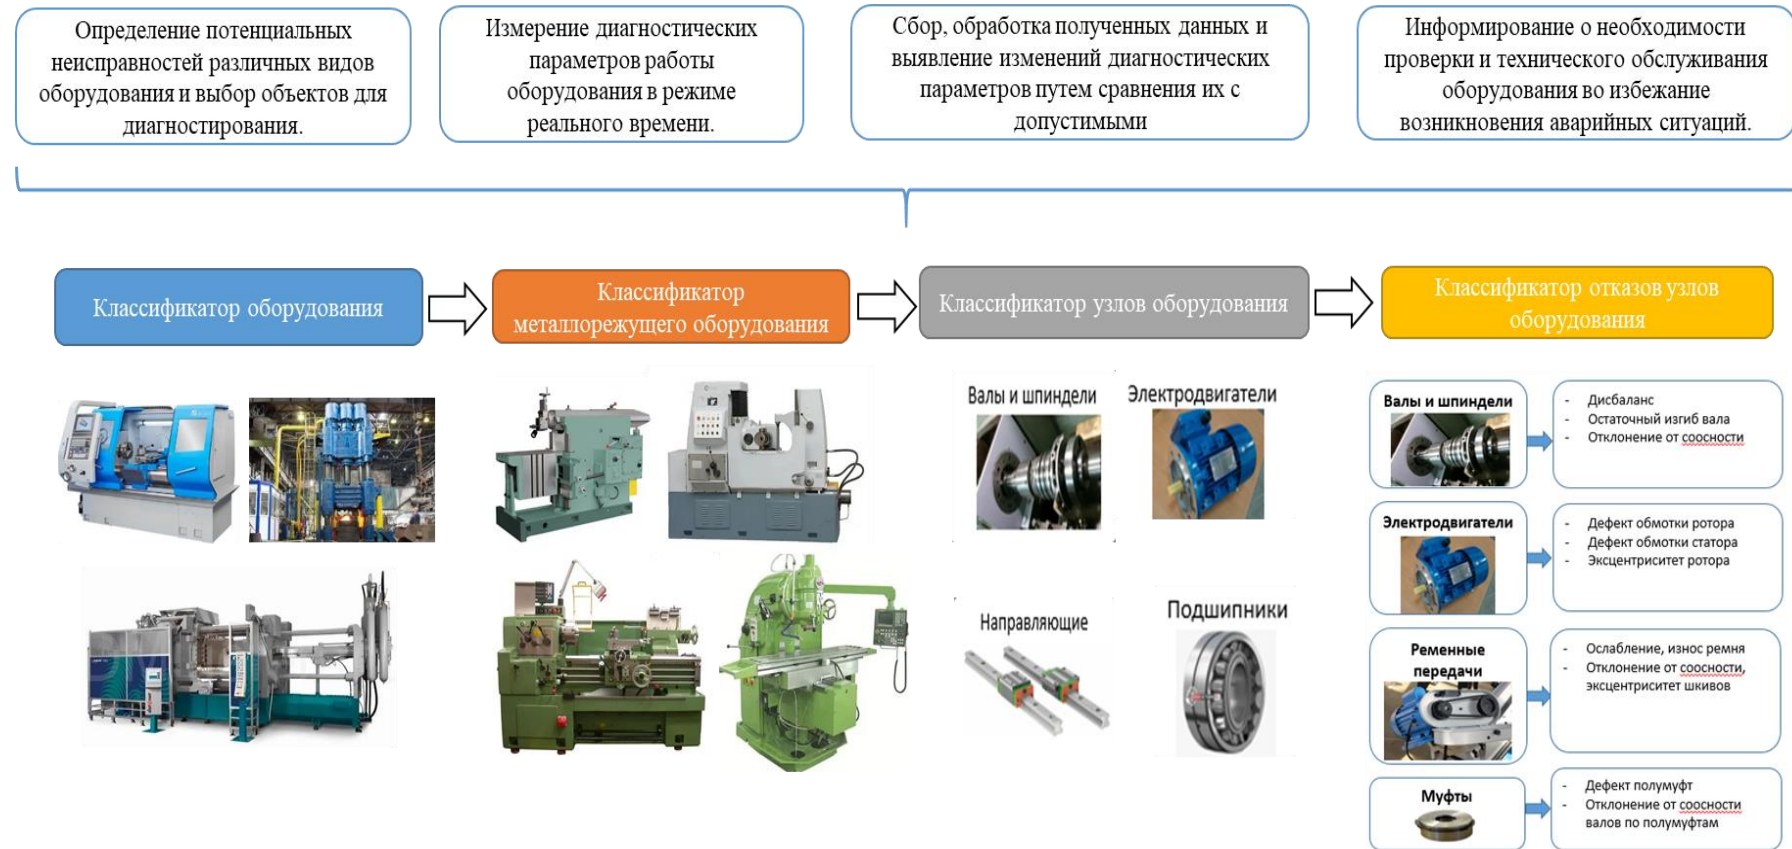 Определение потенциальных
неисправностей различных видов
оборудования и выбор объектов для
диагностирования.
Измерение диагностических
параметров работы
оборудования в режиме
реального времени.
Сбор, обработка полученных данных и
выявление изменений диагностических
параметров путем сравнения их с
допустимыми
Информирование о необходимости
проверки и технического обслуживания
оборудования во избежание
возникновения аварийных ситуаций.
Классификатор оборудования
Классификатор
металлорежущего оборудования
Классификатор узлов оборудования
Классификатор отказов узлов
оборудования
Валы и шпиндели
Электродвигатели
Направляющие
Подшипники
Валы и шпиндели
- Дисбаланс
- Остаточный изгиб вала
- Отклонение от соосности
Электродвигатели
- Дефект обмотки ротора
- Дефект обмотки статора
- Эксцентриситет ротора
Ременные
передачи
- Ослабление, износ ремня
- Отклонение от соосности,
эксцентриситет шкивов
Муфты
- Дефект полумуфт
- Отклонение от соосности
валов по полумуфтам